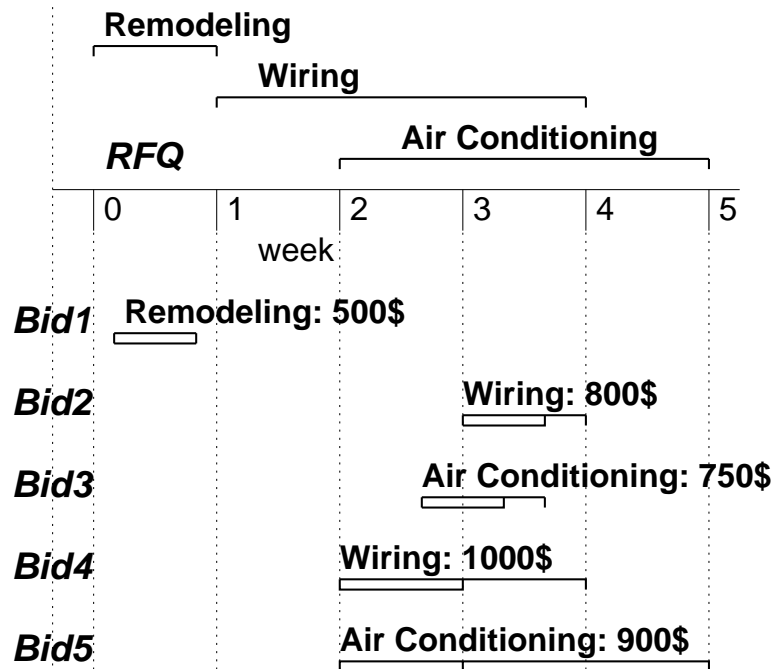 Remodeling
Wiring
RFQ Air Conditioning
0 1 2 3 4 5
week
Bid1 Remodeling: 500$
Bid2 Wiring: 800$
Bid3 Air Conditioning: 750$
Bid4 Wiring: 1000$
Bid5 Air Conditioning: 900$